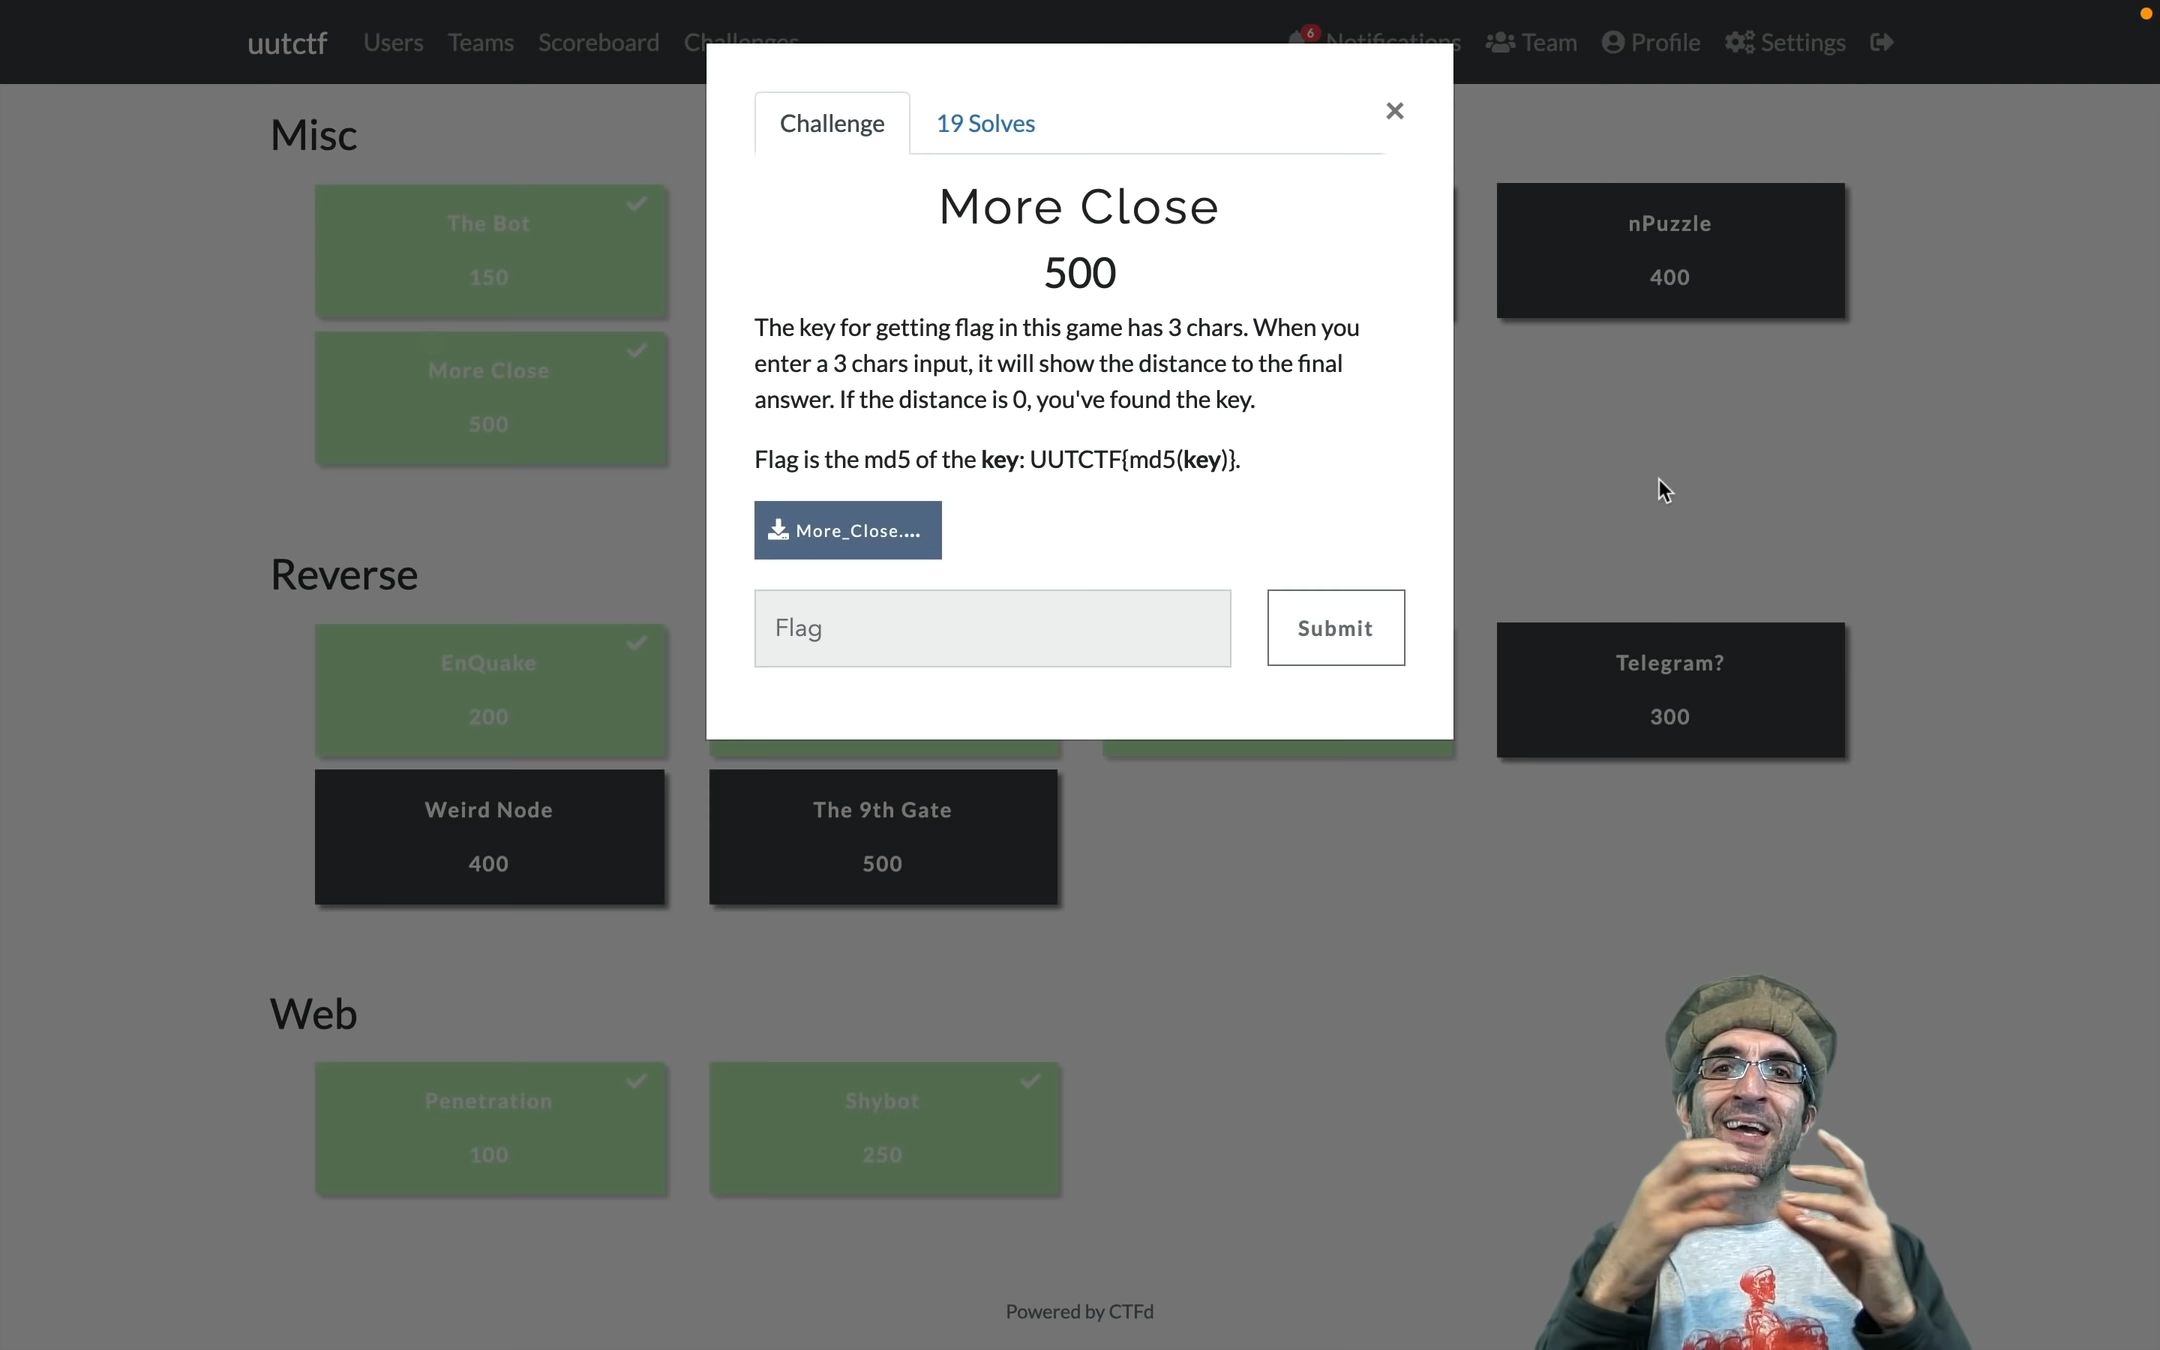 uutctf Users Teams Scoreboard Challenges 6 Notifications Team Profile Settings
Misc
The Bot
150
nPuzzle
400
More Close
500
Challenge 19 Solves ×
More Close
500
The key for getting flag in this game has 3 chars. When you
enter a 3 chars input, it will show the distance to the final
answer. If the distance is 0, you've found the key.
Flag is the md5 of the key: UUTCTF{md5(key)}.
More_Close....
Flag Submit
Reverse
EnQuake
200
Telegram?
300
Weird Node
400
The 9th Gate
500
Web
Penetration
100
Shybot
250
Powered by CTFd